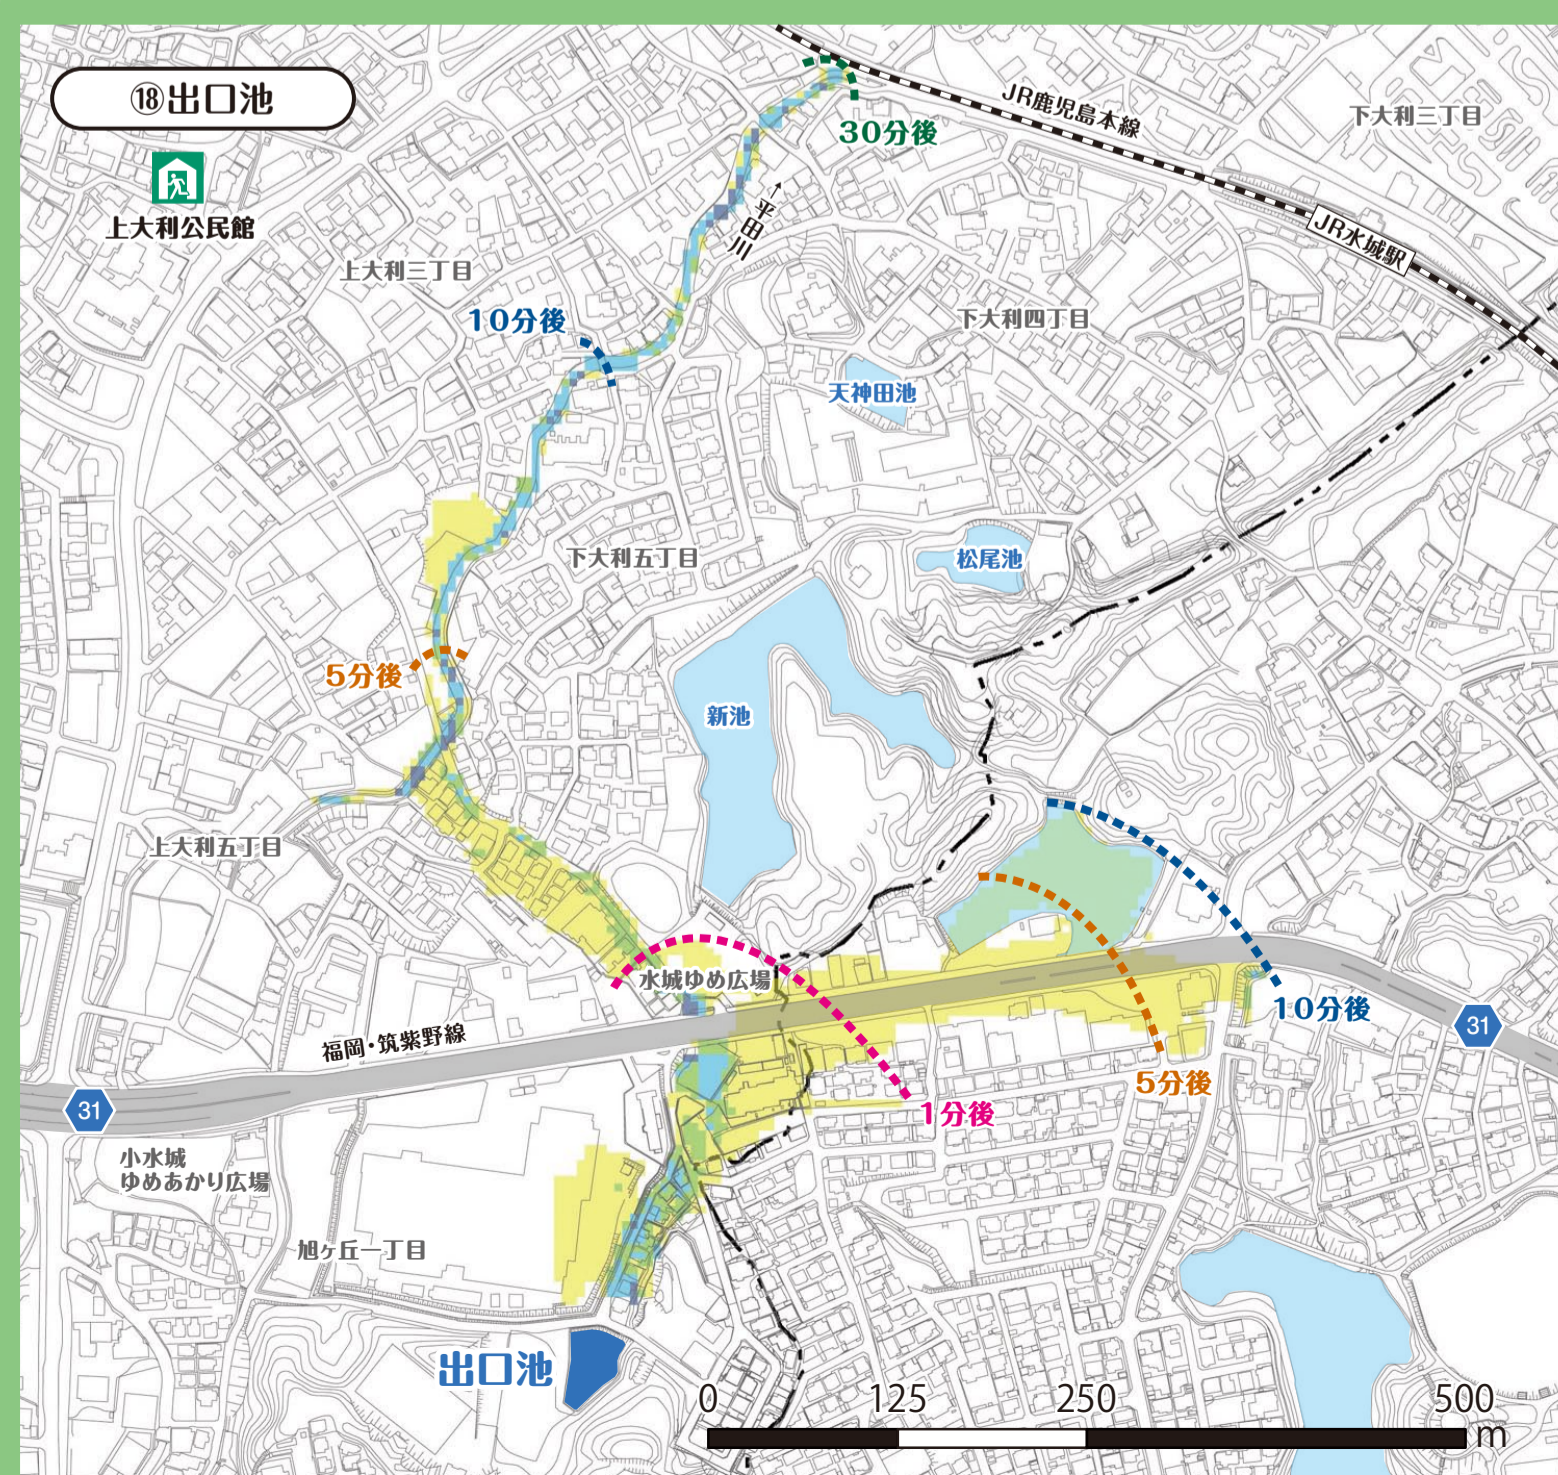 ⑱出口池
上大利公民館
JR鹿児島本線
下大利三丁目
30分後
平田川
JR水城駅
上大利三丁目
10分後
下大利四丁目
天神田池
下大利五丁目
松尾池
5分後
新池
上大利五丁目
水城ゆめ広場
10分後
31
福岡・筑紫野線
5分後
31
1分後
小水城
ゆめあかり広場
旭ヶ丘一丁目
出口池
0 125 250 500
m